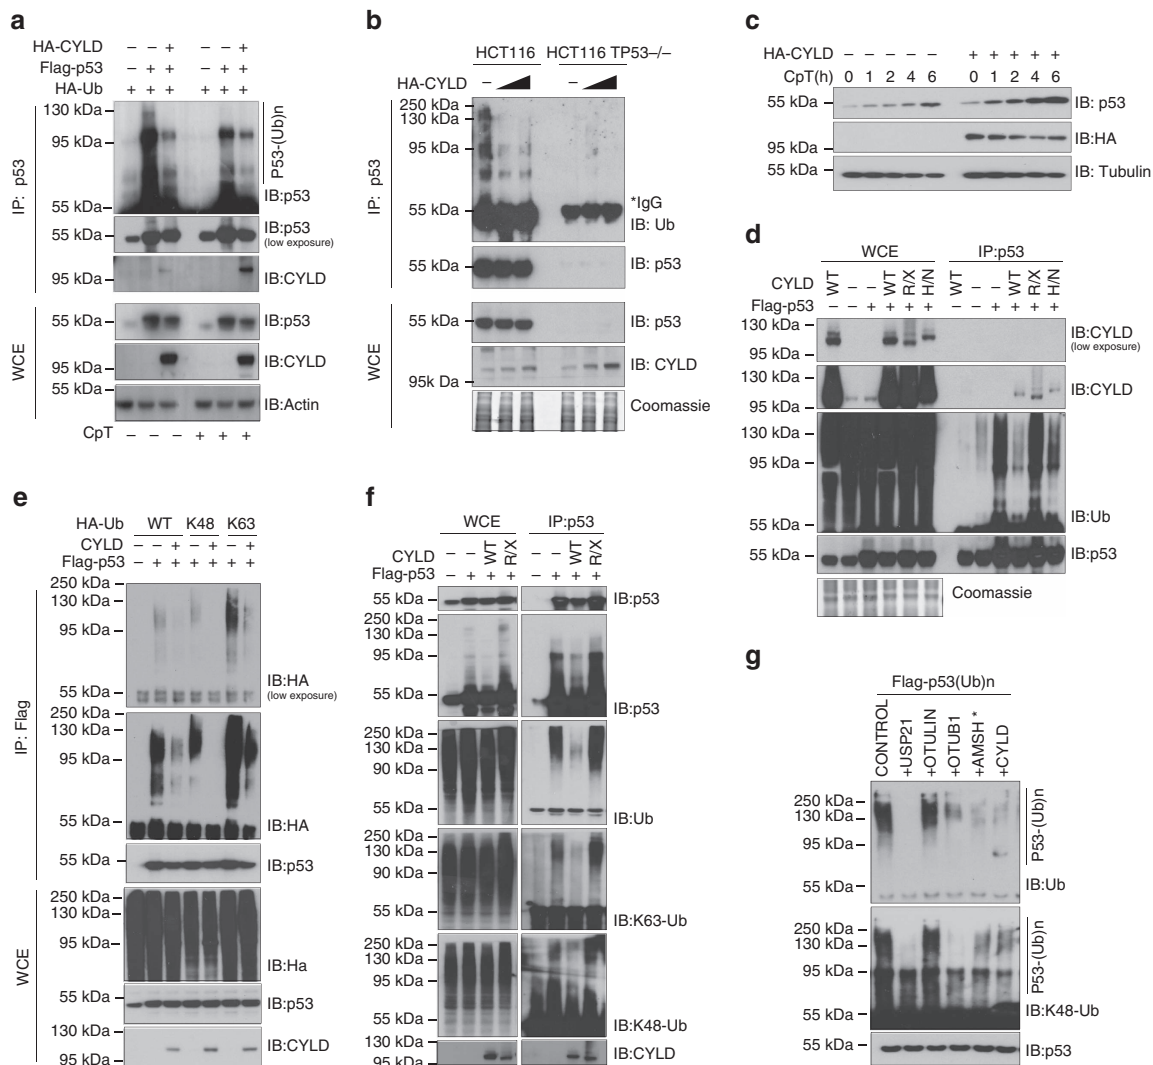 a
HA-CYLD – – + – – +
Flag-p53 – + + – + +
HA-Ub + + + + + +
IP: p53
130 kDa
95 kDa
P53-(Ub)n
IB:p53
55 kDa
55 kDa
IB:p53
(low exposure)
95 kDa
IB:CYLD
WCE
55 kDa
IB:p53
95 kDa
IB:CYLD
55 kDa
IB:Actin
CpT – – – + + +
b
HCT116 HCT116 TP53–/–
HA-CYLD – –
IP: p53
250 kDa
130 kDa
95 kDa
55 kDa
*IgG
IB: Ub
55 kDa
IB: p53
WCE
55 kDa
IB: p53
IB: CYLD
95k Da
Coomassie
c
HA-CYLD + + + + +
CpT(h) 0 1 2 4 6 0 1 2 4 6
55 kDa
IB: p53
IB:HA
95 kDa
55 kDa
IB: Tubulin
d
WCE IP:p53
CYLD WT – – WT R/X H/N WT – – WT R/X H/N
Flag-p53 – – + + + + – – + + + +
130 kDa
IB:CYLD
(low exposure)
95 kDa
130 kDa
IB:CYLD
95 kDa
130 kDa
95 kDa
IB:Ub
55 kDa
55 kDa
IB:p53
Coomassie
e
HA-Ub WT K48 K63
CYLD – – + – + – +
Flag-p53 – + + + + + +
IP: Flag
250 kDa
130 kDa
95 kDa
IB:HA
(low exposure)
55 kDa
250 kDa
130 kDa
95 kDa
55 kDa
IB:HA
55 kDa
IB:p53
WCE
250 kDa
130 kDa
95 kDa
IB:Ha
55 kDa
IB:p53
130 kDa
IB:CYLD
95 kDa
f
WCE IP:p53
CYLD – – WT R/X – – WT R/X
Flag-p53 – + + + – + + +
55 kDa
IB:p53
250 kDa
130 kDa
95 kDa
55 kDa
IB:p53
250 kDa
130 kDa
90 kDa
55 kDa
IB:Ub
250 kDa
130 kDa
90 kDa
55 kDa
IB:K63-Ub
250 kDa
130 kDa
95 kDa
55 kDa
IB:K48-Ub
130 kDa
IB:CYLD
95 kDa
g
Flag-p53(Ub)n
CONTROL
+USP21
+OTULIN
+OTUB1
+AMSH*
+CYLD
250 kDa
130 kDa
95 kDa
P53-(Ub)n
55 kDa
IB:Ub
250 kDa
130 kDa
95 kDa
P53-(Ub)n
55 kDa
IB:K48-Ub
55 kDa
IB:p53